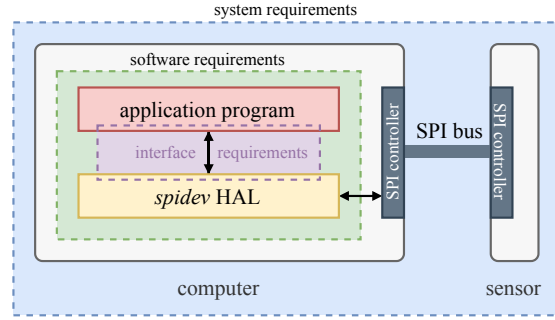 system requirements
software requirements
application program
interface requirements
spidev HAL
SPI controller
SPI bus
SPI controller
computer
sensor